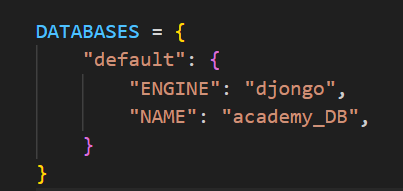 DATABASES = {
    "default": {
        "ENGINE": "djongo",
        "NAME": "academy_DB",
    }
}